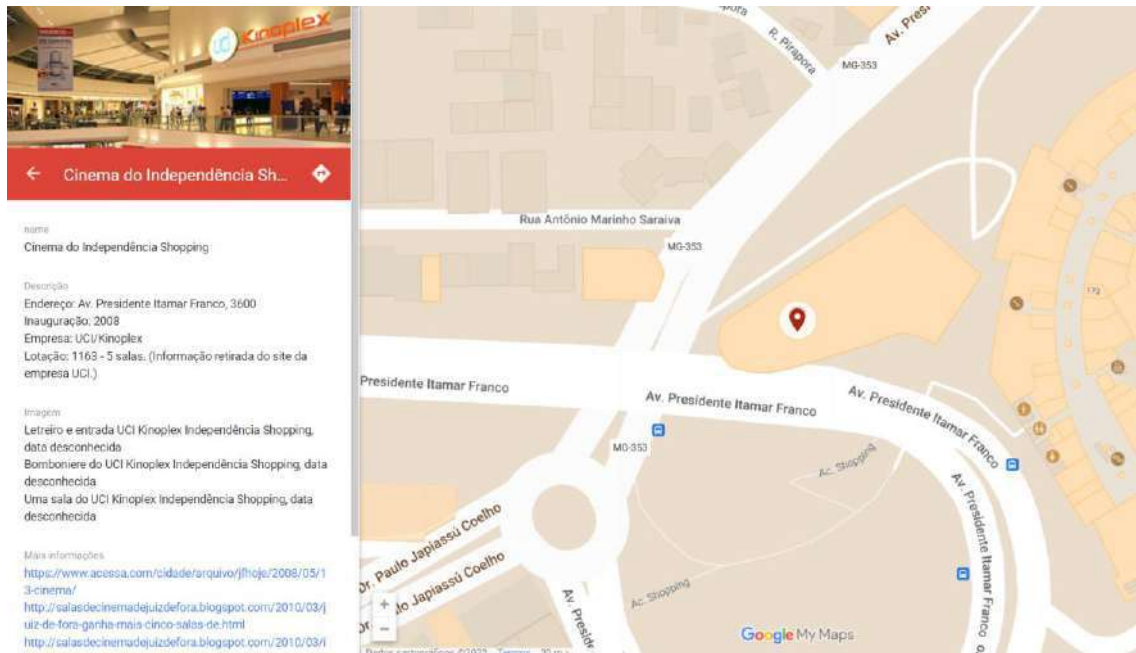 uci Kinoplex
Cinema do Independência Sh...
nome
Cinema do Independência Shopping
Descrição
Endereço: Av. Presidente Itamar Franco, 3600
Inauguração: 2008
Empresa: UCI/Kinoplex
Lotação: 1163 - 5 salas. (Informação retirada do site da
empresa UCI.)
Imagem
Letreiro e entrada UCI Kinoplex Independência Shopping,
data desconhecida
Bomboniere do UCI Kinoplex Independência Shopping, data
desconhecida
Uma sala do UCI Kinoplex Independência Shopping, data
desconhecida
Mais informações
https://www.acessa.com/cidade/arquivo/jfhoje/2008/05/1
3-cinema/
http://salasdecinemadejuizdefora.blogspot.com/2010/03/j
uiz-de-fora-ganha-mais-cinco-salas-de.html
http://salasdecinemadejuizdefora.blogspot.com/2010/03/i
R. Pirapora
Av. Pres
MG-353
Rua Antônio Marinho Saraiva
MG-353
172
Presidente Itamar Franco
Av. Presidente Itamar Franco
Av. Presidente Itamar Franco
MG-353
Ac. Shopping
Av. Presidente Itamar Franco
Dr. Paulo Japiassú Coelho
Japiassú Coelho
Ac. Shopping
Av. Preside
Google My Maps